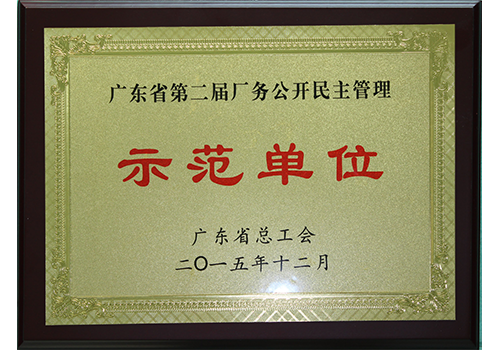 广东省第二届厂务公开民主管理
示范单位
广东省总工会
二〇一五年十二月